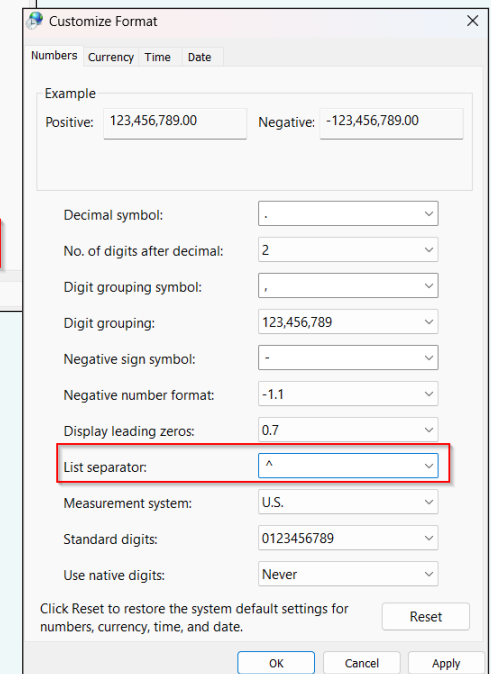 Customize Format
Numbers Currency Time Date
Example
Positive: 123,456,789.00 Negative: -123,456,789.00
Decimal symbol: .
No. of digits after decimal: 2
Digit grouping symbol: ,
Digit grouping: 123,456,789
Negative sign symbol: -
Negative number format: -1.1
Display leading zeros: 0.7
List separator: ^
Measurement system: U.S.
Standard digits: 0123456789
Use native digits: Never
Click Reset to restore the system default settings for
numbers, currency, time, and date.
Reset
OK Cancel Apply